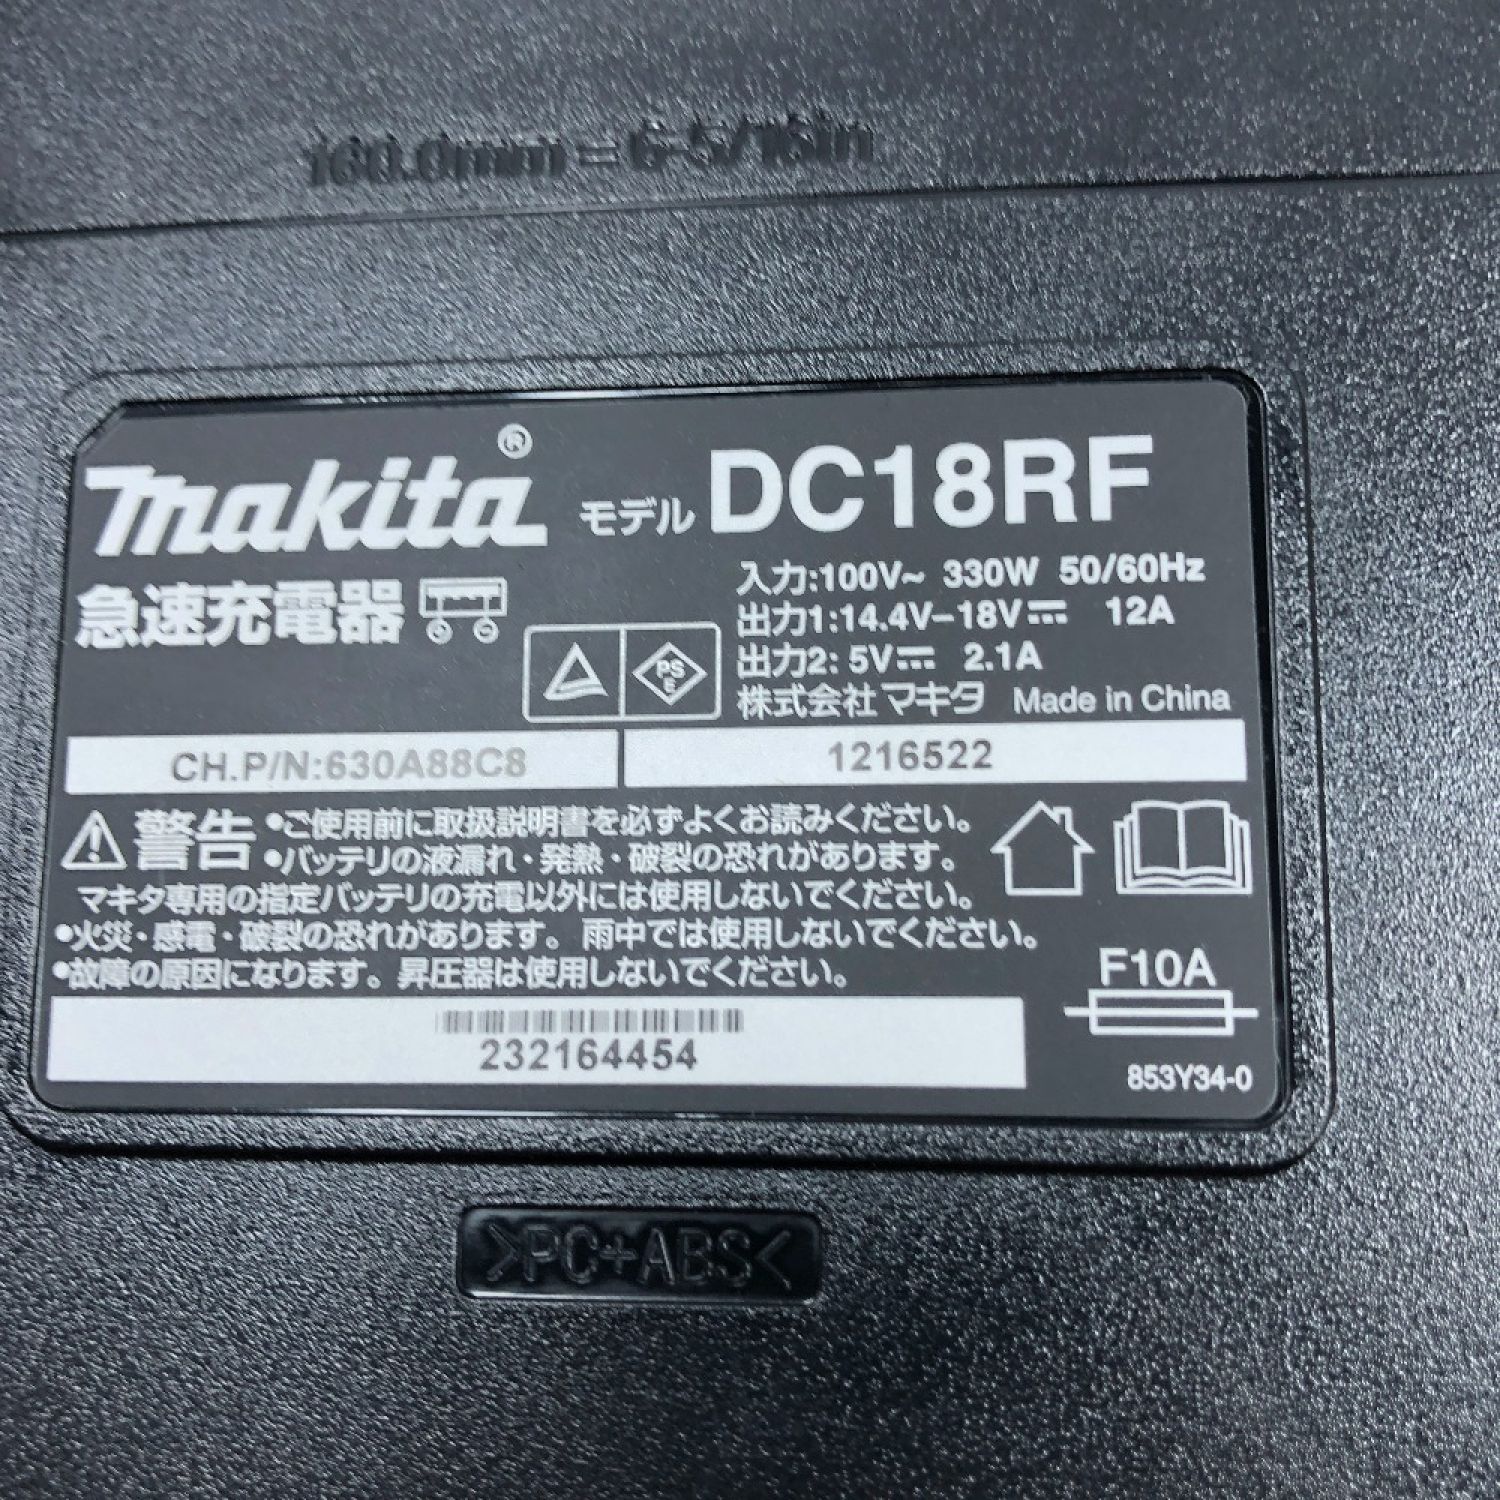 160.0mm = 6-5/16in
makita® モデル DC18RF
急速充電器
入力:100V~ 330W 50/60Hz
出力1:14.4V–18V⎓ 12A
出力2: 5V⎓ 2.1A
PS
E
株式会社マキタ Made in China
CH.P/N:630A88C8
1216522
警告
•ご使用前に取扱説明書を必ずよくお読みください。
•バッテリの液漏れ・発熱・破裂の恐れがあります。
マキタ専用の指定バッテリの充電以外には使用しないでください。
•火災・感電・破裂の恐れがあります。雨中では使用しないでください。
•故障の原因になります。昇圧器は使用しないでください。
F10A
232164454
853Y34-0
>PC+ABS<